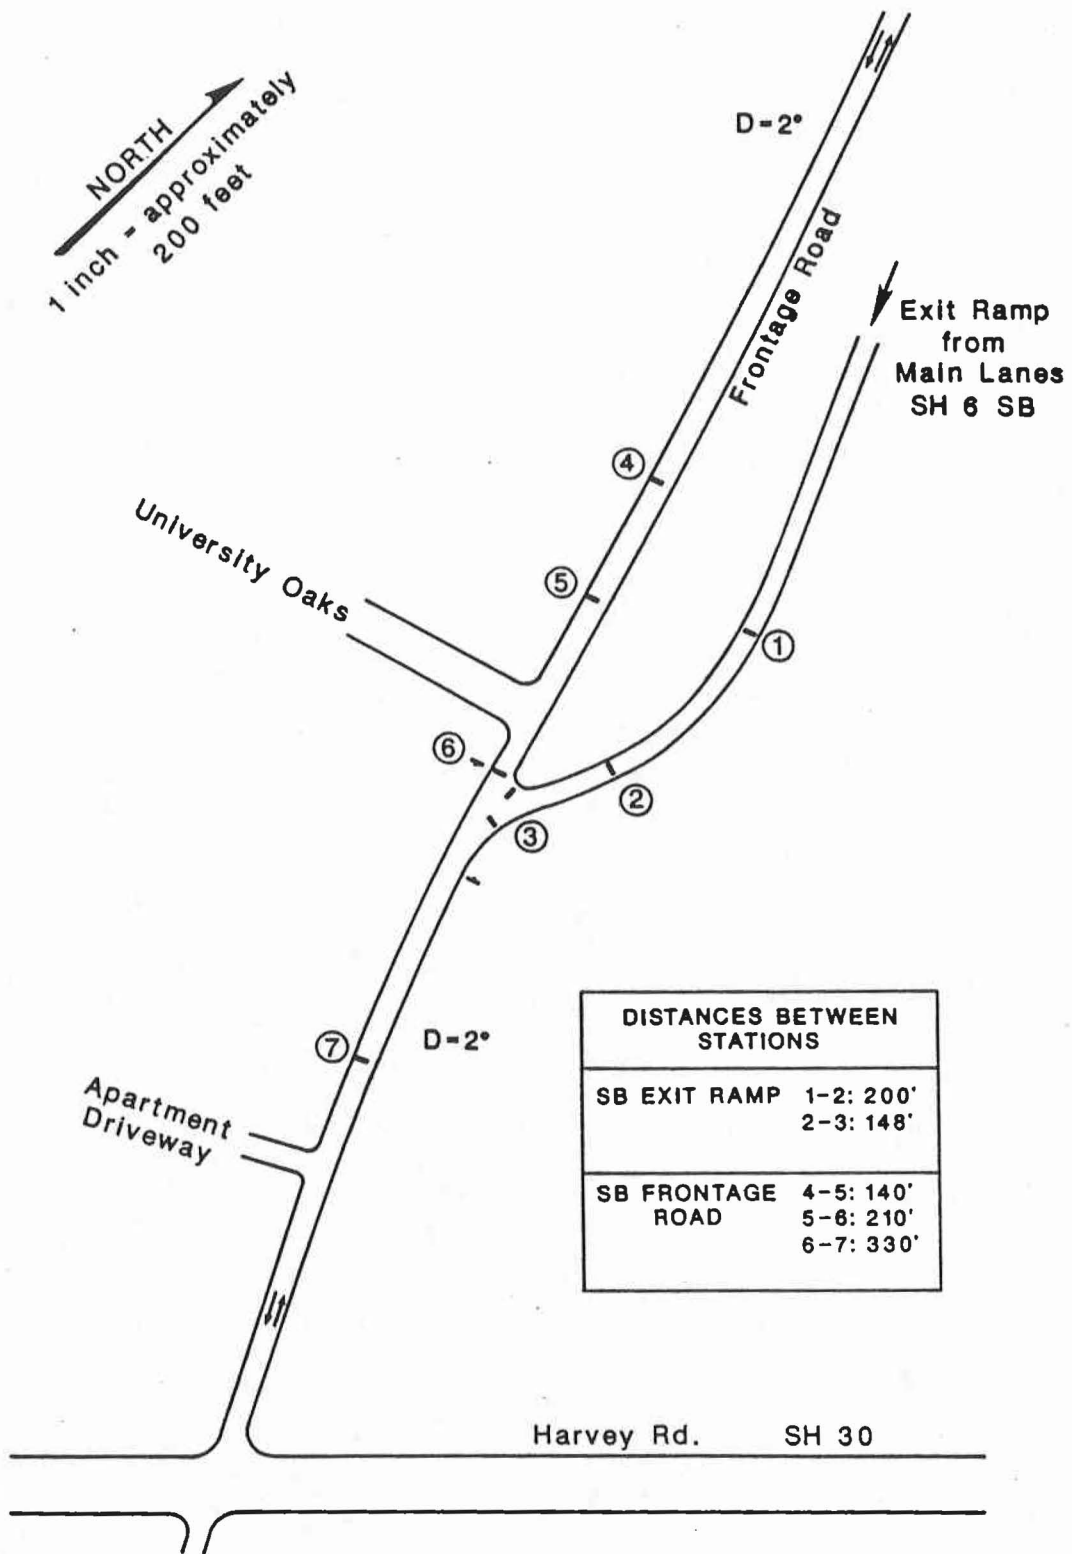 NORTH
1 inch = approximately
200 feet
D=2°
Frontage Road
Exit Ramp
from
Main Lanes
SH 6 SB
4
University Oaks
5
1
6
2
3
7
D=2°
Apartment
Driveway
DISTANCES BETWEEN
STATIONS
SB EXIT RAMP 1-2: 200'
2-3: 148'
SB FRONTAGE 4-5: 140'
ROAD 5-6: 210'
6-7: 330'
Harvey Rd. SH 30